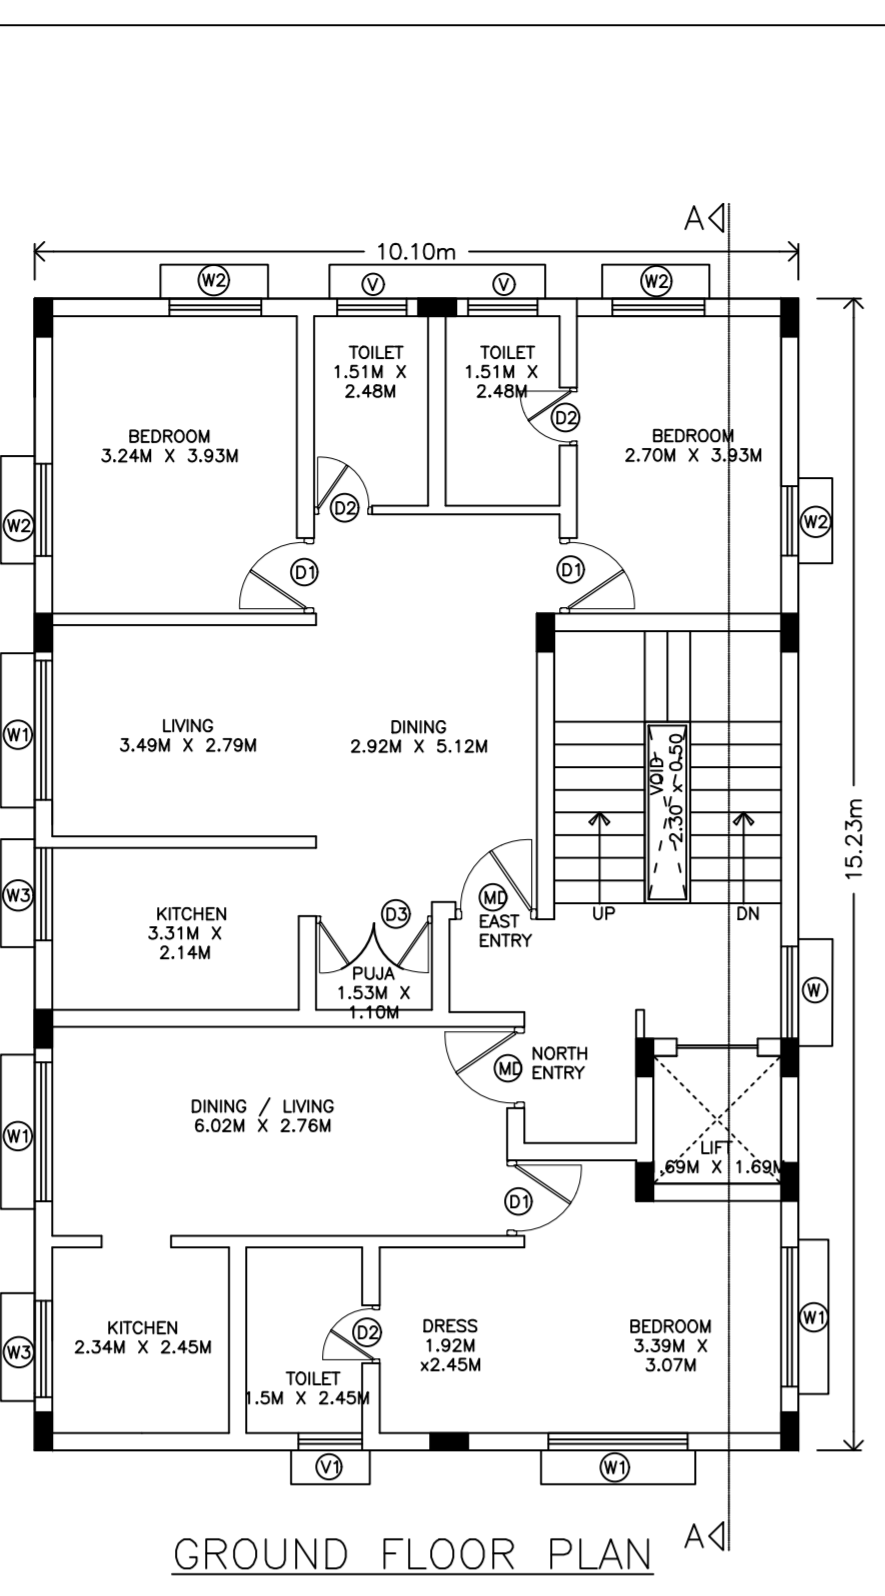 A
10.10m
W2
V
V
W2
TOILET
1.51M X
2.48M
TOILET
1.51M X
2.48M
D2
BEDROOM
3.24M X 3.93M
BEDROOM
2.70M X 3.93M
W2
D2
W2
D1
D1
W1
LIVING
3.49M X 2.79M
DINING
2.92M X 5.12M
VOID
2.30 x 0.50
15.23m
W3
KITCHEN
3.31M X
2.14M
D3
MD
EAST
ENTRY
UP
DN
PUJA
1.53M X
1.10M
W
MD
NORTH
ENTRY
W1
DINING / LIVING
6.02M X 2.76M
LIFT
.69M X 1.69M
D1
W3
KITCHEN
2.34M X 2.45M
D2
DRESS
1.92M
x2.45M
BEDROOM
3.39M X
3.07M
W1
TOILET
1.5M X 2.45M
V1
W1
A
GROUND FLOOR PLAN